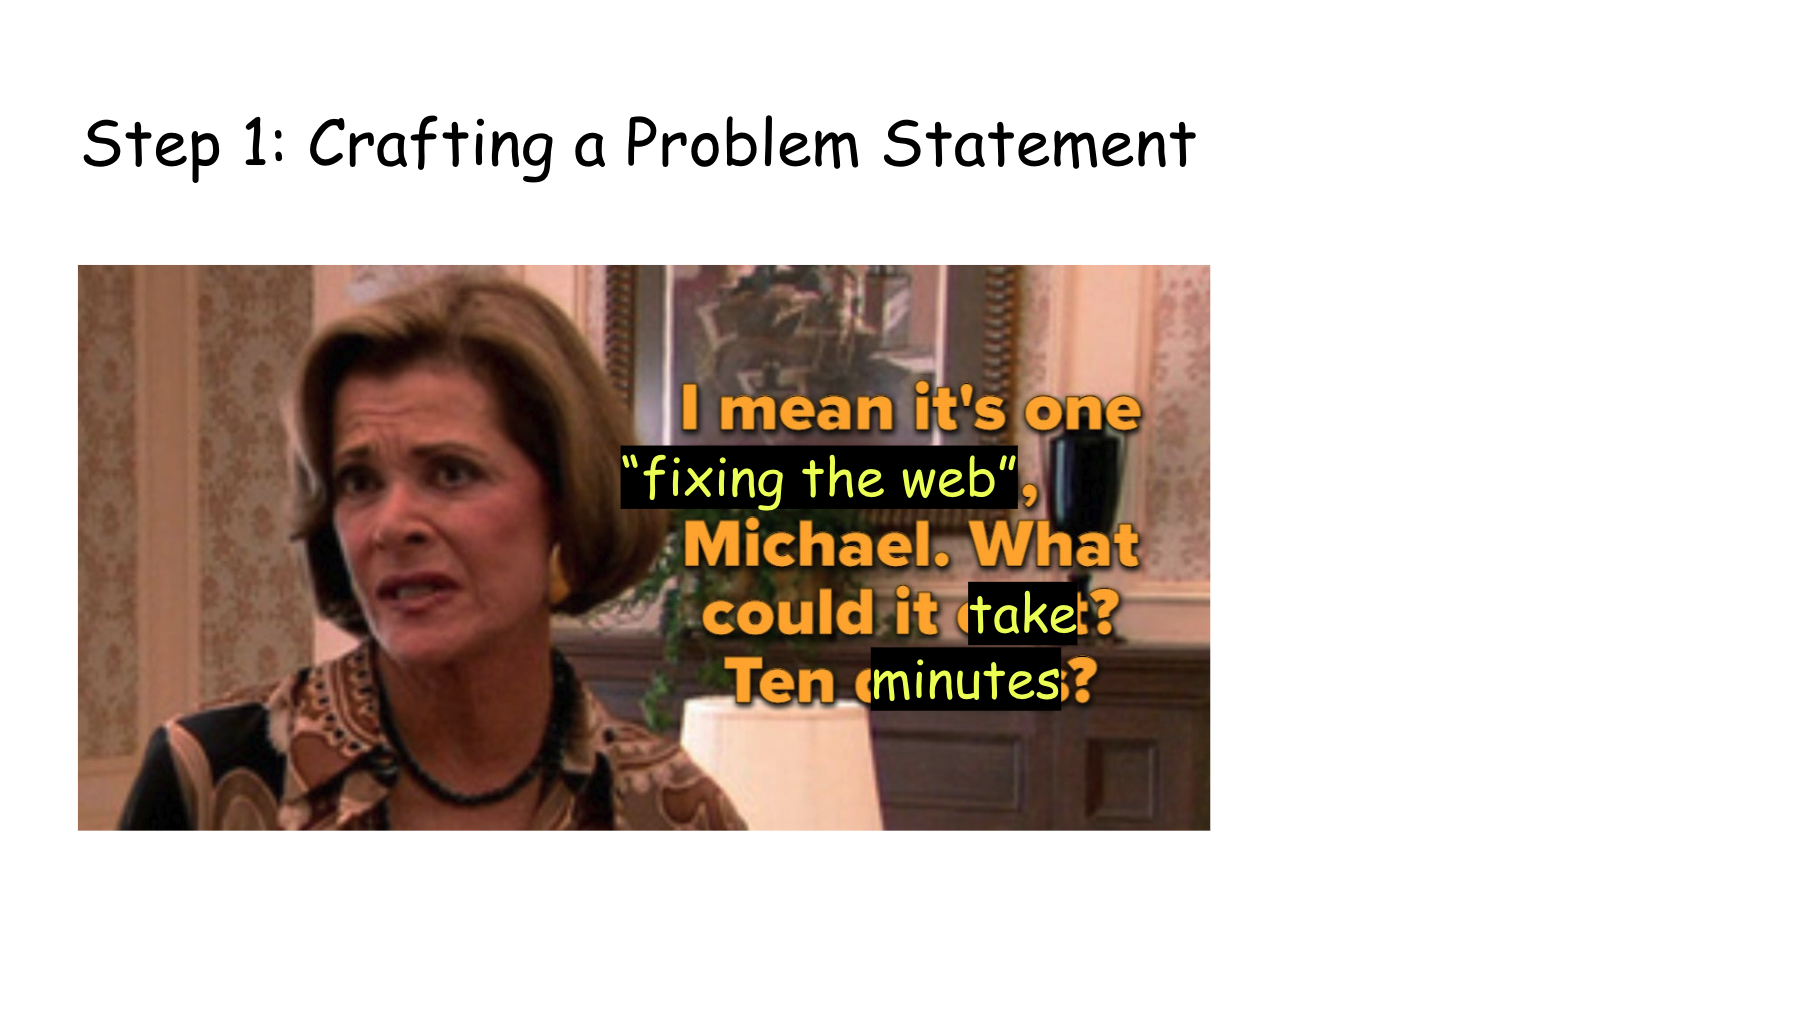 Step 1: Crafting a Problem Statement
I mean it's one
“fixing the web”,
Michael. What
could it take?
Ten minutes?